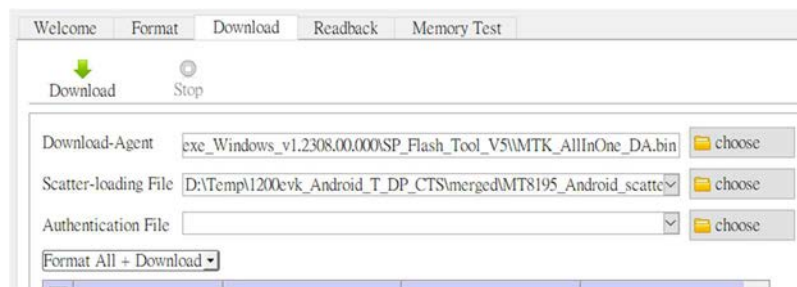 Welcome Format Download Readback Memory Test
Download Stop
Download-Agent exe_Windows_v1.2308.00.000\SP_Flash_Tool_V5\\MTK_AllInOne_DA.bin choose
Scatter-loading File D:\Temp\1200evk_Android_T_DP_CTS\merged\MT8195_Android_scatte choose
Authentication File choose
Format All + Download